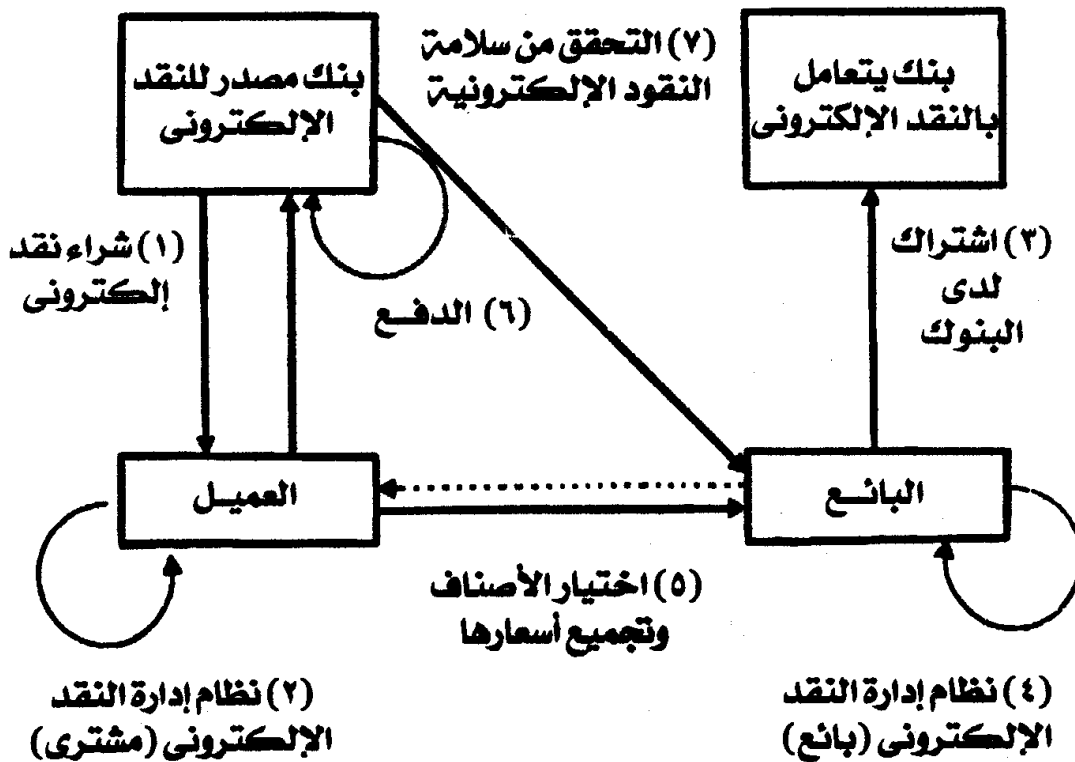 بنك مصدر للنقد
الإلكترونى
(٧) التحقق من سلامة
النقود الإلكترونية
بنك يتعامل
بالنقد الإلكترونى
(١) شراء نقد
إلكترونى
(٦) الدفع
(٣) اشتراك
لدى
البنوك
العميل
البائع
(٥) اختيار الأصناف
وتجميع أسعارها
(٢) نظام إدارة النقد
الإلكترونى (مشترى)
(٤) نظام إدارة النقد
الإلكترونى (بائع)